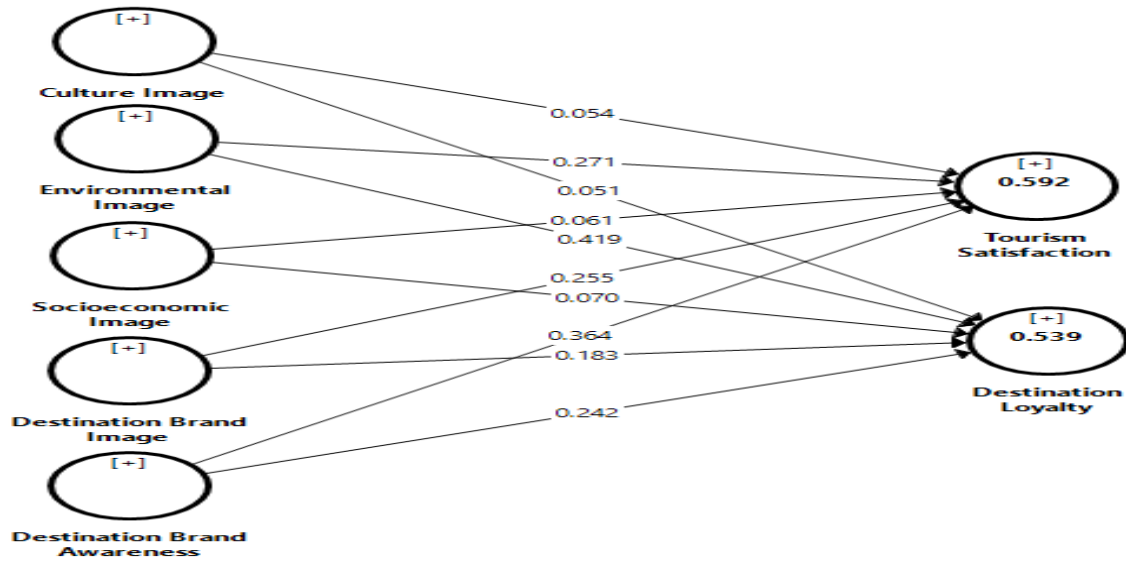 [+]
Culture Image
[+]
Environmental
Image
[+]
Socioeconomic
Image
[+]
Destination Brand
Image
[+]
Destination Brand
Awareness
0.054
0.271
0.051
0.061
0.419
0.255
0.070
0.364
0.183
0.242
[+]
0.592
Tourism
Satisfaction
[+]
0.539
Destination
Loyalty